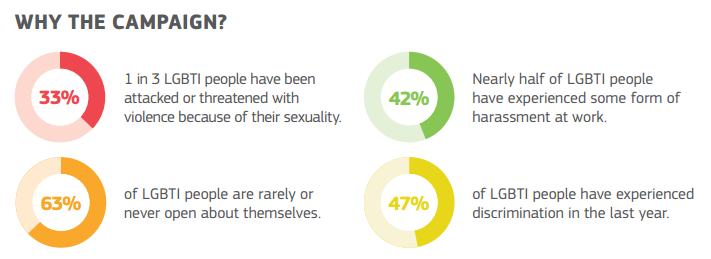 WHY THE CAMPAIGN?
33%
1 in 3 LGBTI people have been
attacked or threatened with
violence because of their sexuality.
42%
Nearly half of LGBTI people
have experienced some form of
harassment at work.
63%
of LGBTI people are rarely or
never open about themselves.
47%
of LGBTI people have experienced
discrimination in the last year.